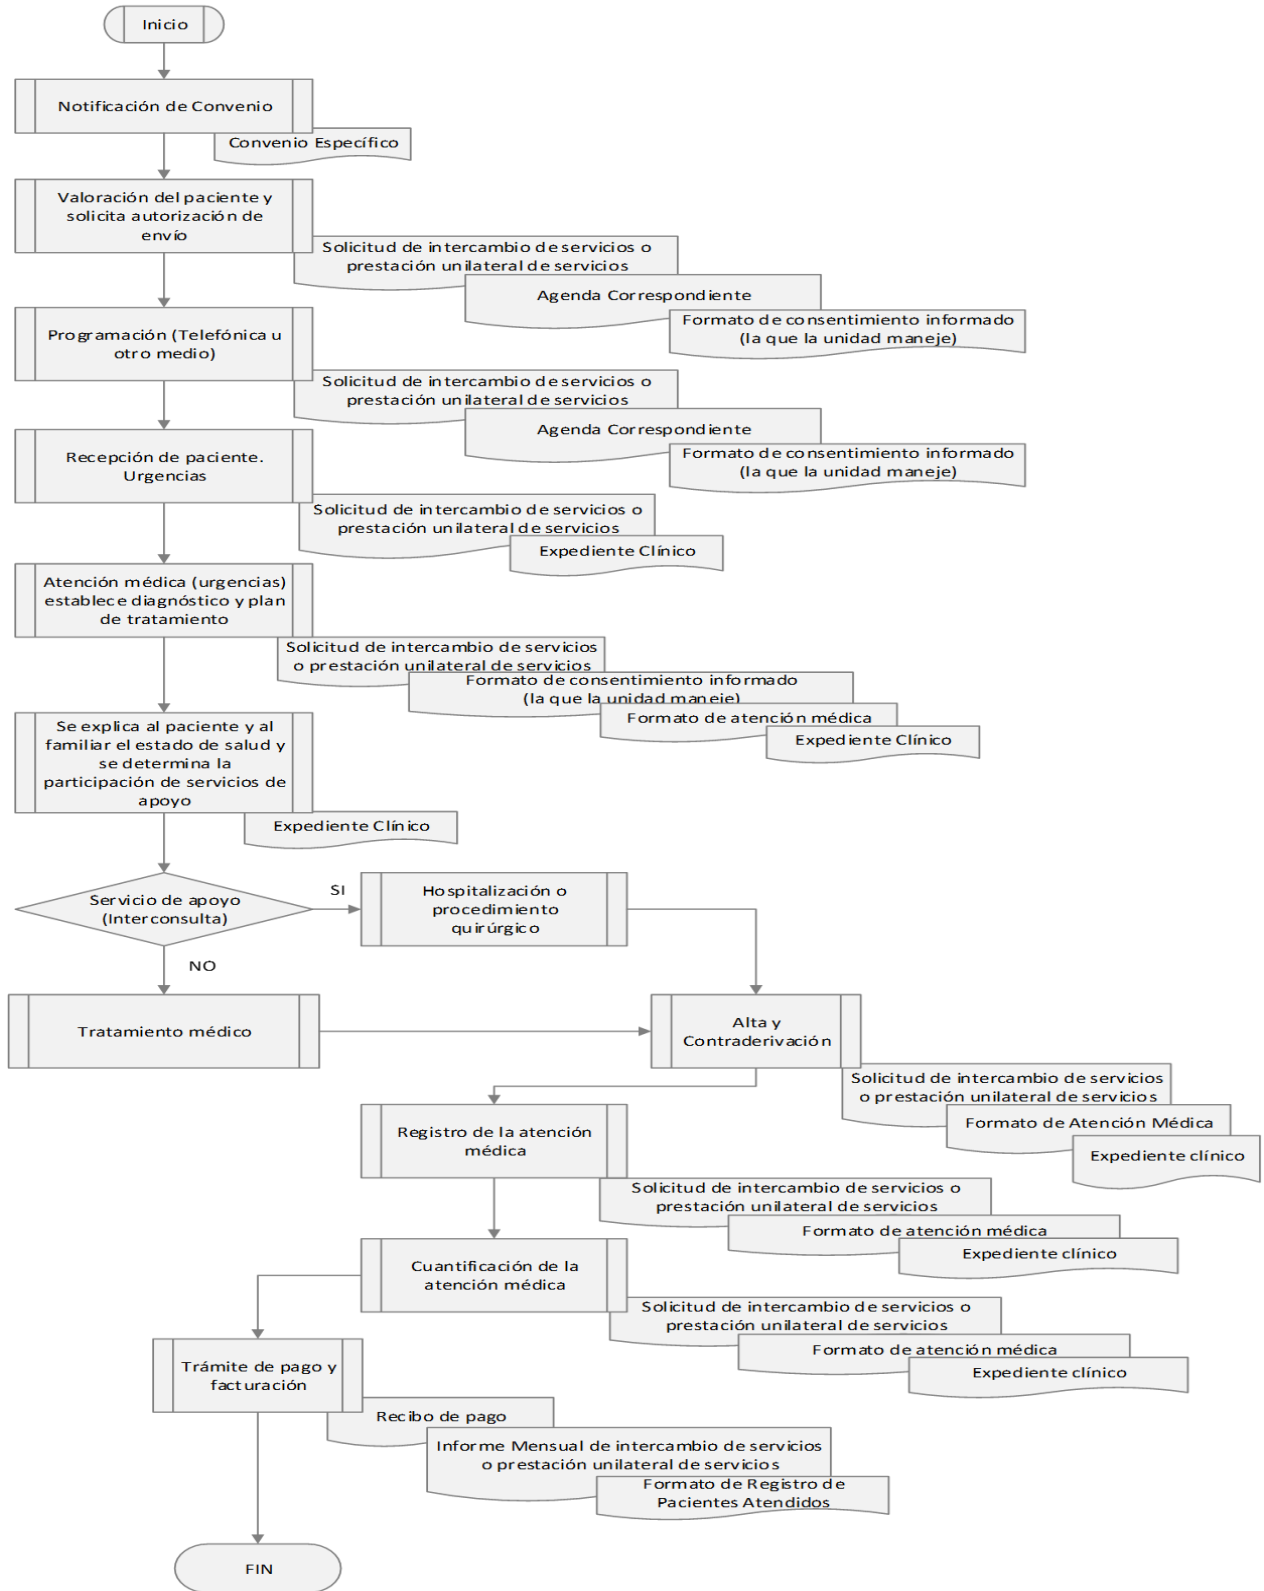 Inicio
Notificación de Convenio
Convenio Específico
Valoración del paciente y
solicita autorización de
envío
Solicitud de intercambio de servicios o
prestación unilateral de servicios
Agenda Correspondiente
Formato de consentimiento informado
(la que la unidad maneje)
Programación (Telefónica u
otro medio)
Solicitud de intercambio de servicios o
prestación unilateral de servicios
Agenda Correspondiente
Formato de consentimiento informado
(la que la unidad maneje)
Recepción de paciente.
Urgencias
Solicitud de intercambio de servicios o
prestación unilateral de servicios
Expediente Clínico
Atención médica (urgencias)
establece diagnóstico y plan
de tratamiento
Solicitud de intercambio de servicios
o prestación unilateral de servicios
Formato de consentimiento informado
(la que la unidad maneje)
Formato de atención médica
Expediente Clínico
Se explica al paciente y al
familiar el estado de salud y
se determina la
participación de servicios de
apoyo
Expediente Clínico
Servicio de apoyo
(Interconsulta)
SI
Hospitalización o
procedimiento
quirúrgico
NO
Tratamiento médico
Alta y
Contraderivación
Solicitud de intercambio de servicios
o prestación unilateral de servicios
Formato de Atención Médica
Expediente clínico
Registro de la atención
médica
Solicitud de intercambio de servicios o
prestación unilateral de servicios
Formato de atención médica
Expediente clínico
Cuantificación de la
atención médica
Solicitud de intercambio de servicios o
prestación unilateral de servicios
Formato de atención médica
Expediente clínico
Trámite de pago y
facturación
Recibo de pago
Informe Mensual de intercambio de servicios
o prestación unilateral de servicios
Formato de Registro de
Pacientes Atendidos
FIN